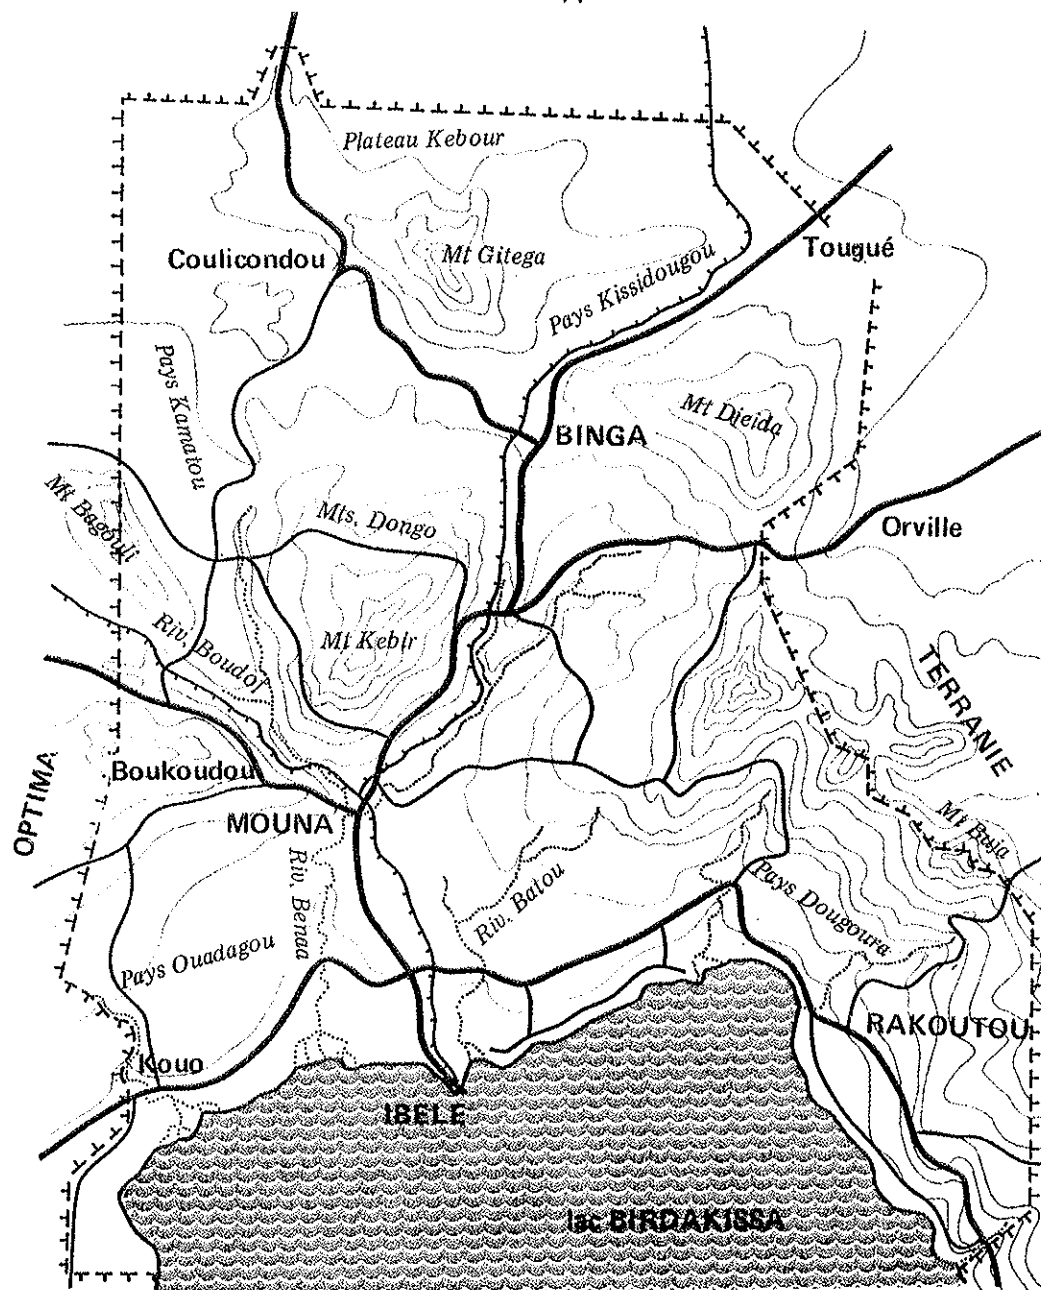 Plateau Kebour
Coulicondou
Mt Gitega
Tougué
Pays Kissidougou
Pays Kamatou
Mt Djeida
BINGA
Mt Bagouli
Mts. Dongo
Orville
Riv. Boudol
Mt Kebir
TERRANIE
OPTIMA
Boukoudou
MOUNA
Mt Buja
Riv. Benaa
Riv. Batou
Pays Dougoura
Pays Ouadagou
RAKOUTOU
Kouo
IBELE
lac BIRDAKISSA